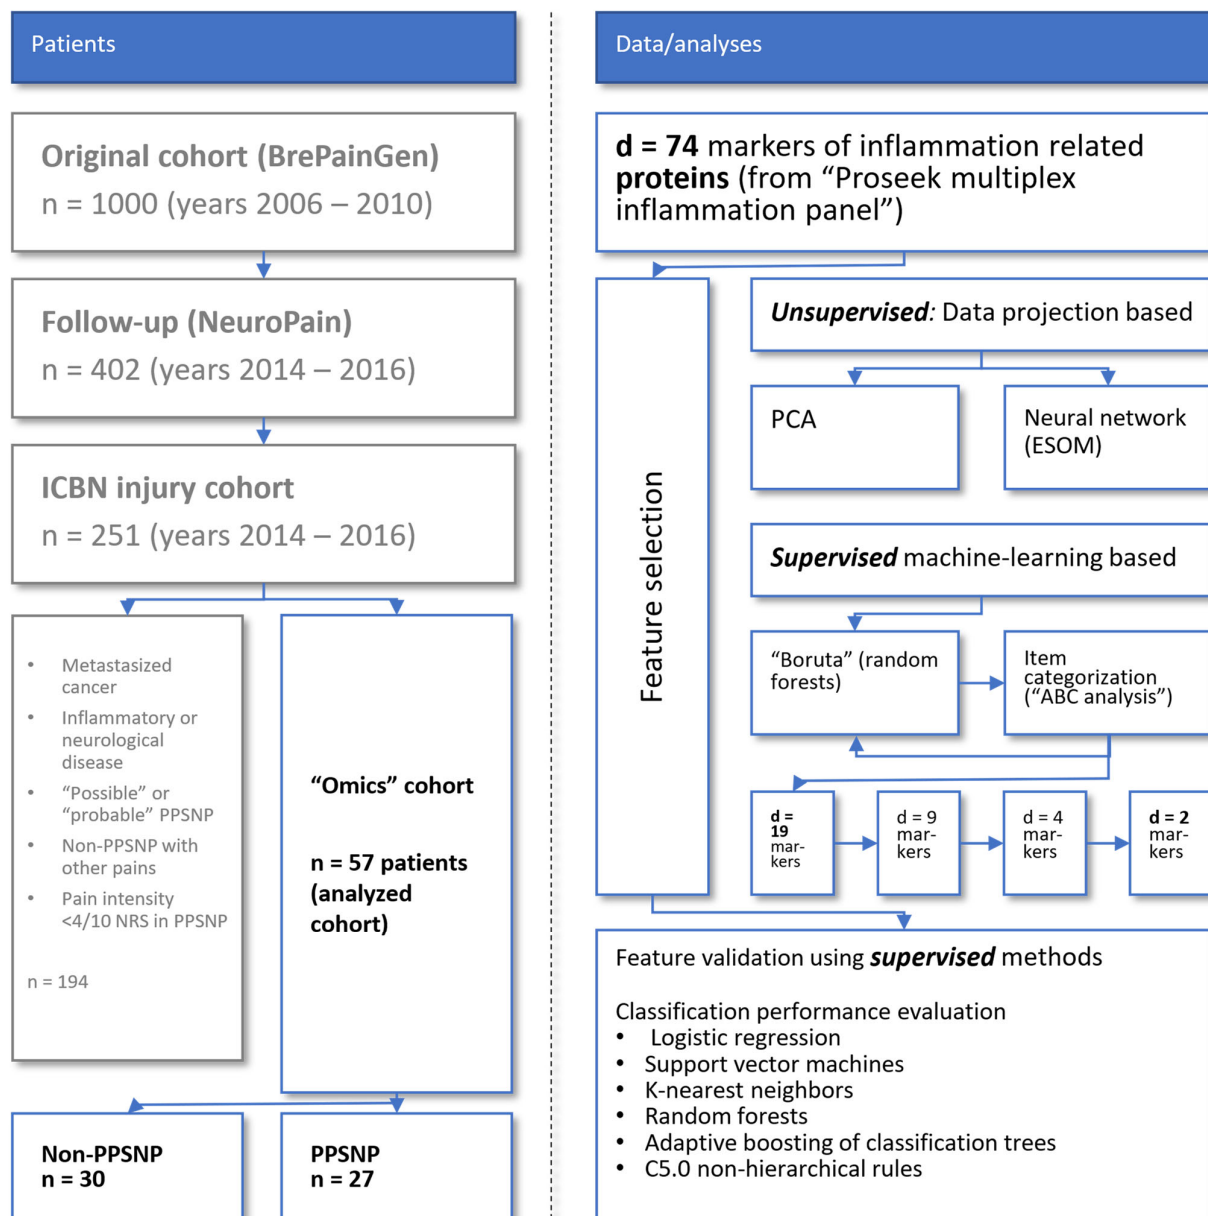 Patients
Original cohort (BrePainGen)
n = 1000 (years 2006 – 2010)
Follow-up (NeuroPain)
n = 402 (years 2014 – 2016)
ICBN injury cohort
n = 251 (years 2014 – 2016)
• Metastasized
cancer
• Inflammatory or
neurological
disease
• “Possible” or
“probable” PPSNP
• Non-PPSNP with
other pains
• Pain intensity
<4/10 NRS in PPSNP
n = 194
“Omics” cohort
n = 57 patients
(analyzed
cohort)
Non-PPSNP
n = 30
PPSNP
n = 27
Data/analyses
d = 74 markers of inflammation related
proteins (from “Proseek multiplex
inflammation panel”)
Feature selection
Unsupervised: Data projection based
PCA
Neural network
(ESOM)
Supervised machine-learning based
“Boruta” (random
forests)
Item
categorization
(“ABC analysis”)
d =
19
mar-
kers
d = 9
mar-
kers
d = 4
mar-
kers
d = 2
mar-
kers
Feature validation using supervised methods
Classification performance evaluation
• Logistic regression
• Support vector machines
• K-nearest neighbors
• Random forests
• Adaptive boosting of classification trees
• C5.0 non-hierarchical rules